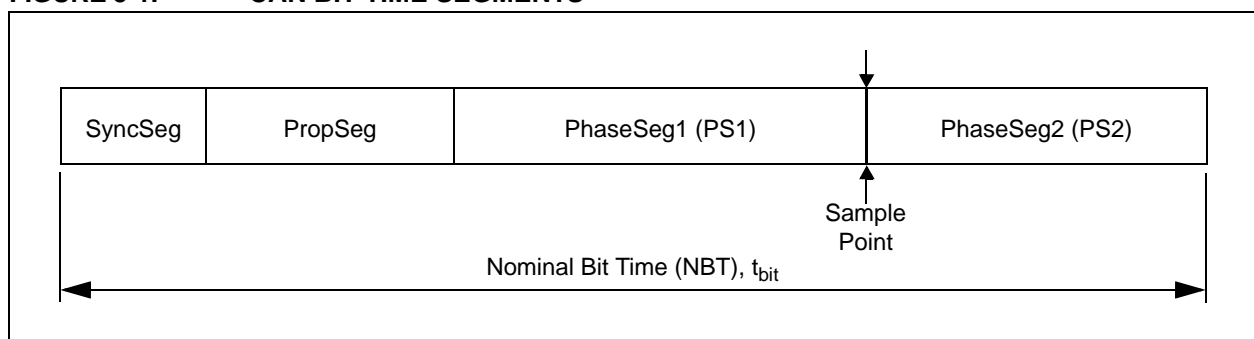 SyncSeg
PropSeg
PhaseSeg1 (PS1)
PhaseSeg2 (PS2)
Sample
Point
Nominal Bit Time (NBT), tbit